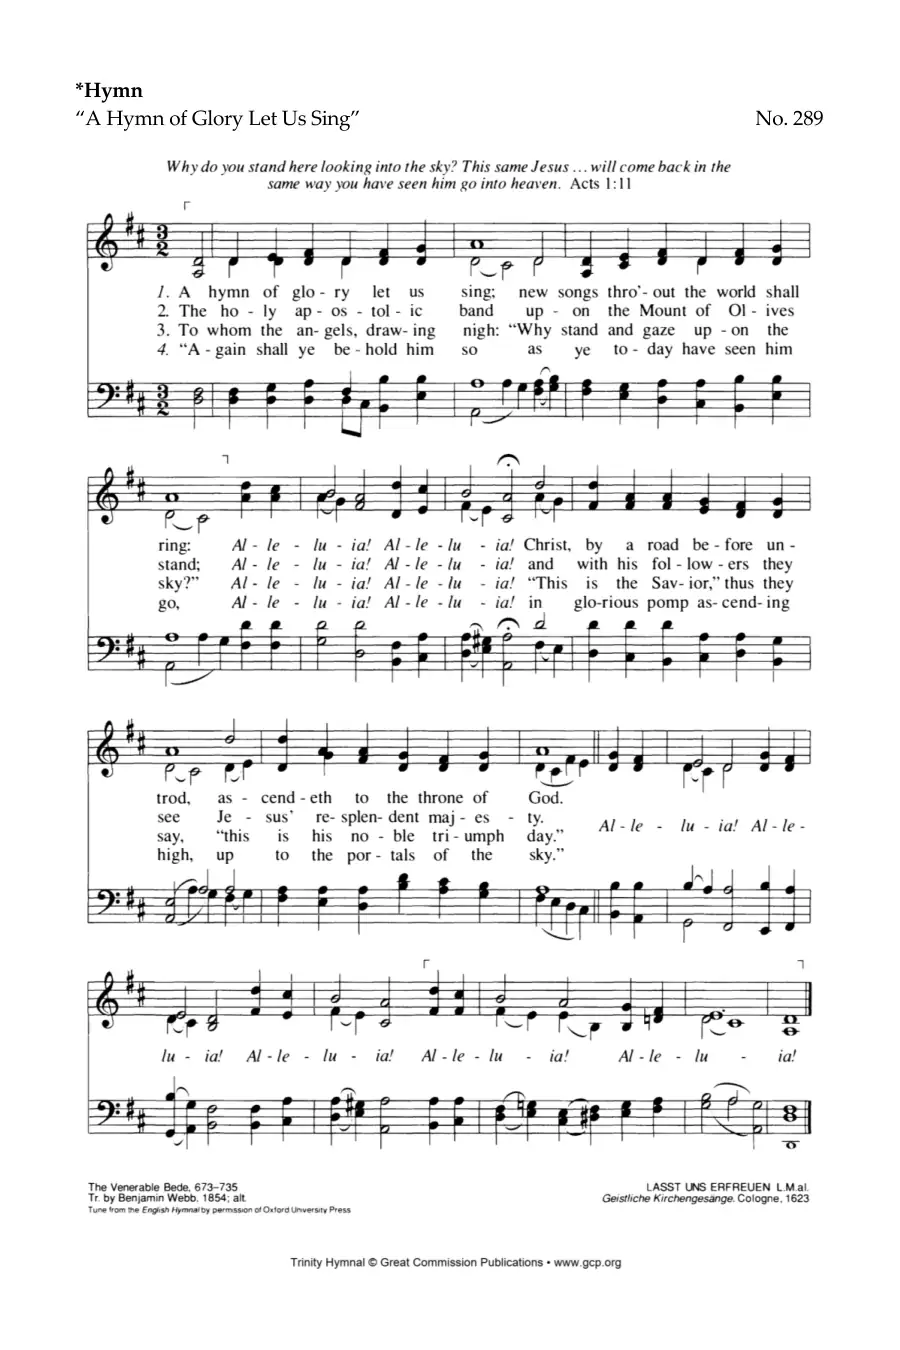 *Hymn
“A Hymn of Glory Let Us Sing” No. 289
Why do you stand here looking into the sky? This same Jesus … will come back in the
same way you have seen him go into heaven. Acts 1:11
1. A hymn of glo - ry let us sing; new songs thro’- out the world shall
2. The ho - ly ap - os - tol - ic band up - on the Mount of Ol - ives
3. To whom the an- gels, draw- ing nigh: “Why stand and gaze up - on the
4. “A - gain shall ye be - hold him so as ye to - day have seen him
ring: Al - le - lu - ia! Al - le - lu - ia! Christ, by a road be - fore un -
stand; Al - le - lu - ia! Al - le - lu - ia! and with his fol - low - ers they
sky?” Al - le - lu - ia! Al - le - lu - ia! “This is the Sav - ior,” thus they
go, Al - le - lu - ia! Al - le - lu - ia! in glo-rious pomp as- cend- ing
trod, as - cend - eth to the throne of God.
see Je - sus’ re- splen- dent maj - es - ty.
say, “this is his no - ble tri - umph day.”
high, up to the por - tals of the sky.”
Al - le - lu - ia! Al - le -
lu - ia! Al - le - lu - ia! Al - le - lu - ia! Al - le - lu - ia!
The Venerable Bede, 673–735 LASST UNS ERFREUEN L.M.al.
Tr. by Benjamin Webb, 1854; alt. Geistliche Kirchengesänge, Cologne, 1623
Tune from the English Hymnal by permission of Oxford University Press
Trinity Hymnal © Great Commission Publications • www.gcp.org